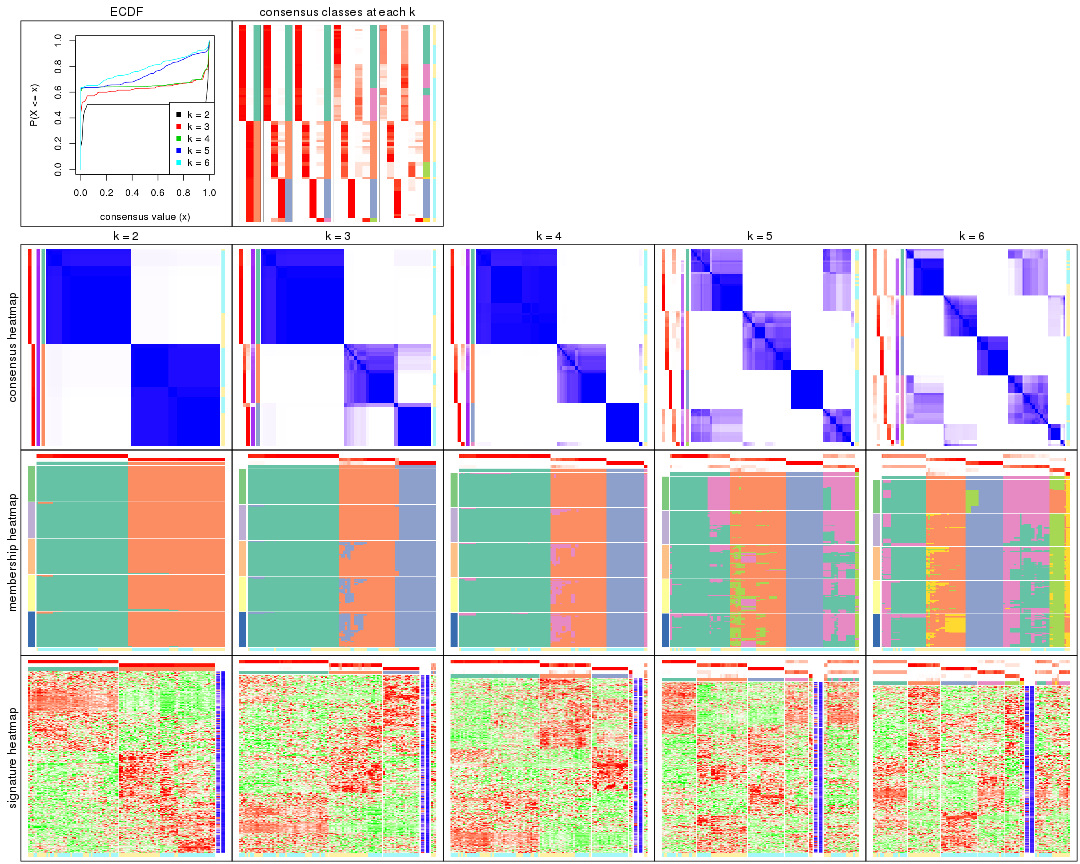 ECDF
consensus classes at each k
P(X <= x)
0.0 0.2 0.4 0.6 0.8 1.0
k = 2
k = 3
k = 4
k = 5
k = 6
0.0 0.2 0.4 0.6 0.8 1.0
consensus value (x)
k = 2 k = 3 k = 4 k = 5 k = 6
consensus heatmap
membership heatmap
signature heatmap